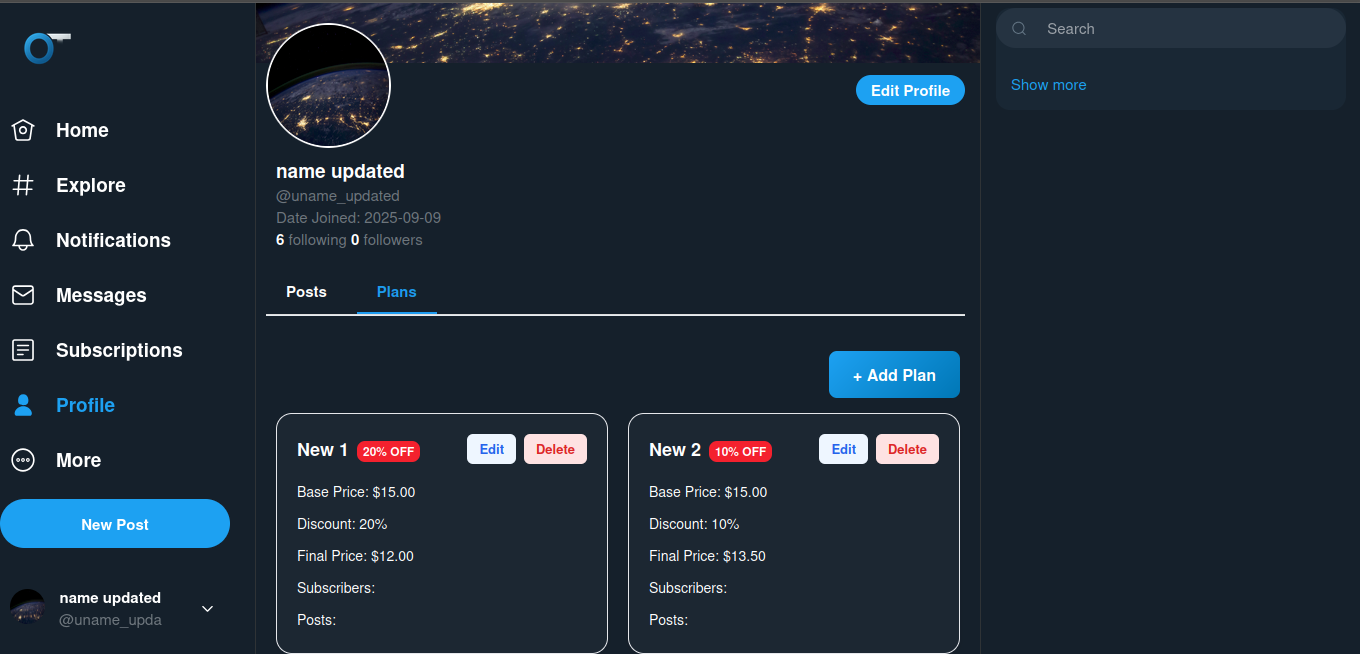 Home
Explore
Notifications
Messages
Subscriptions
Profile
More
New Post
name updated
@uname_upda
Edit Profile
name updated
@uname_updated
Date Joined: 2025-09-09
6 following 0 followers
Posts Plans
+ Add Plan
New 1 20% OFF Edit Delete
Base Price: $15.00
Discount: 20%
Final Price: $12.00
Subscribers:
Posts:
New 2 10% OFF Edit Delete
Base Price: $15.00
Discount: 10%
Final Price: $13.50
Subscribers:
Posts:
Search
Show more